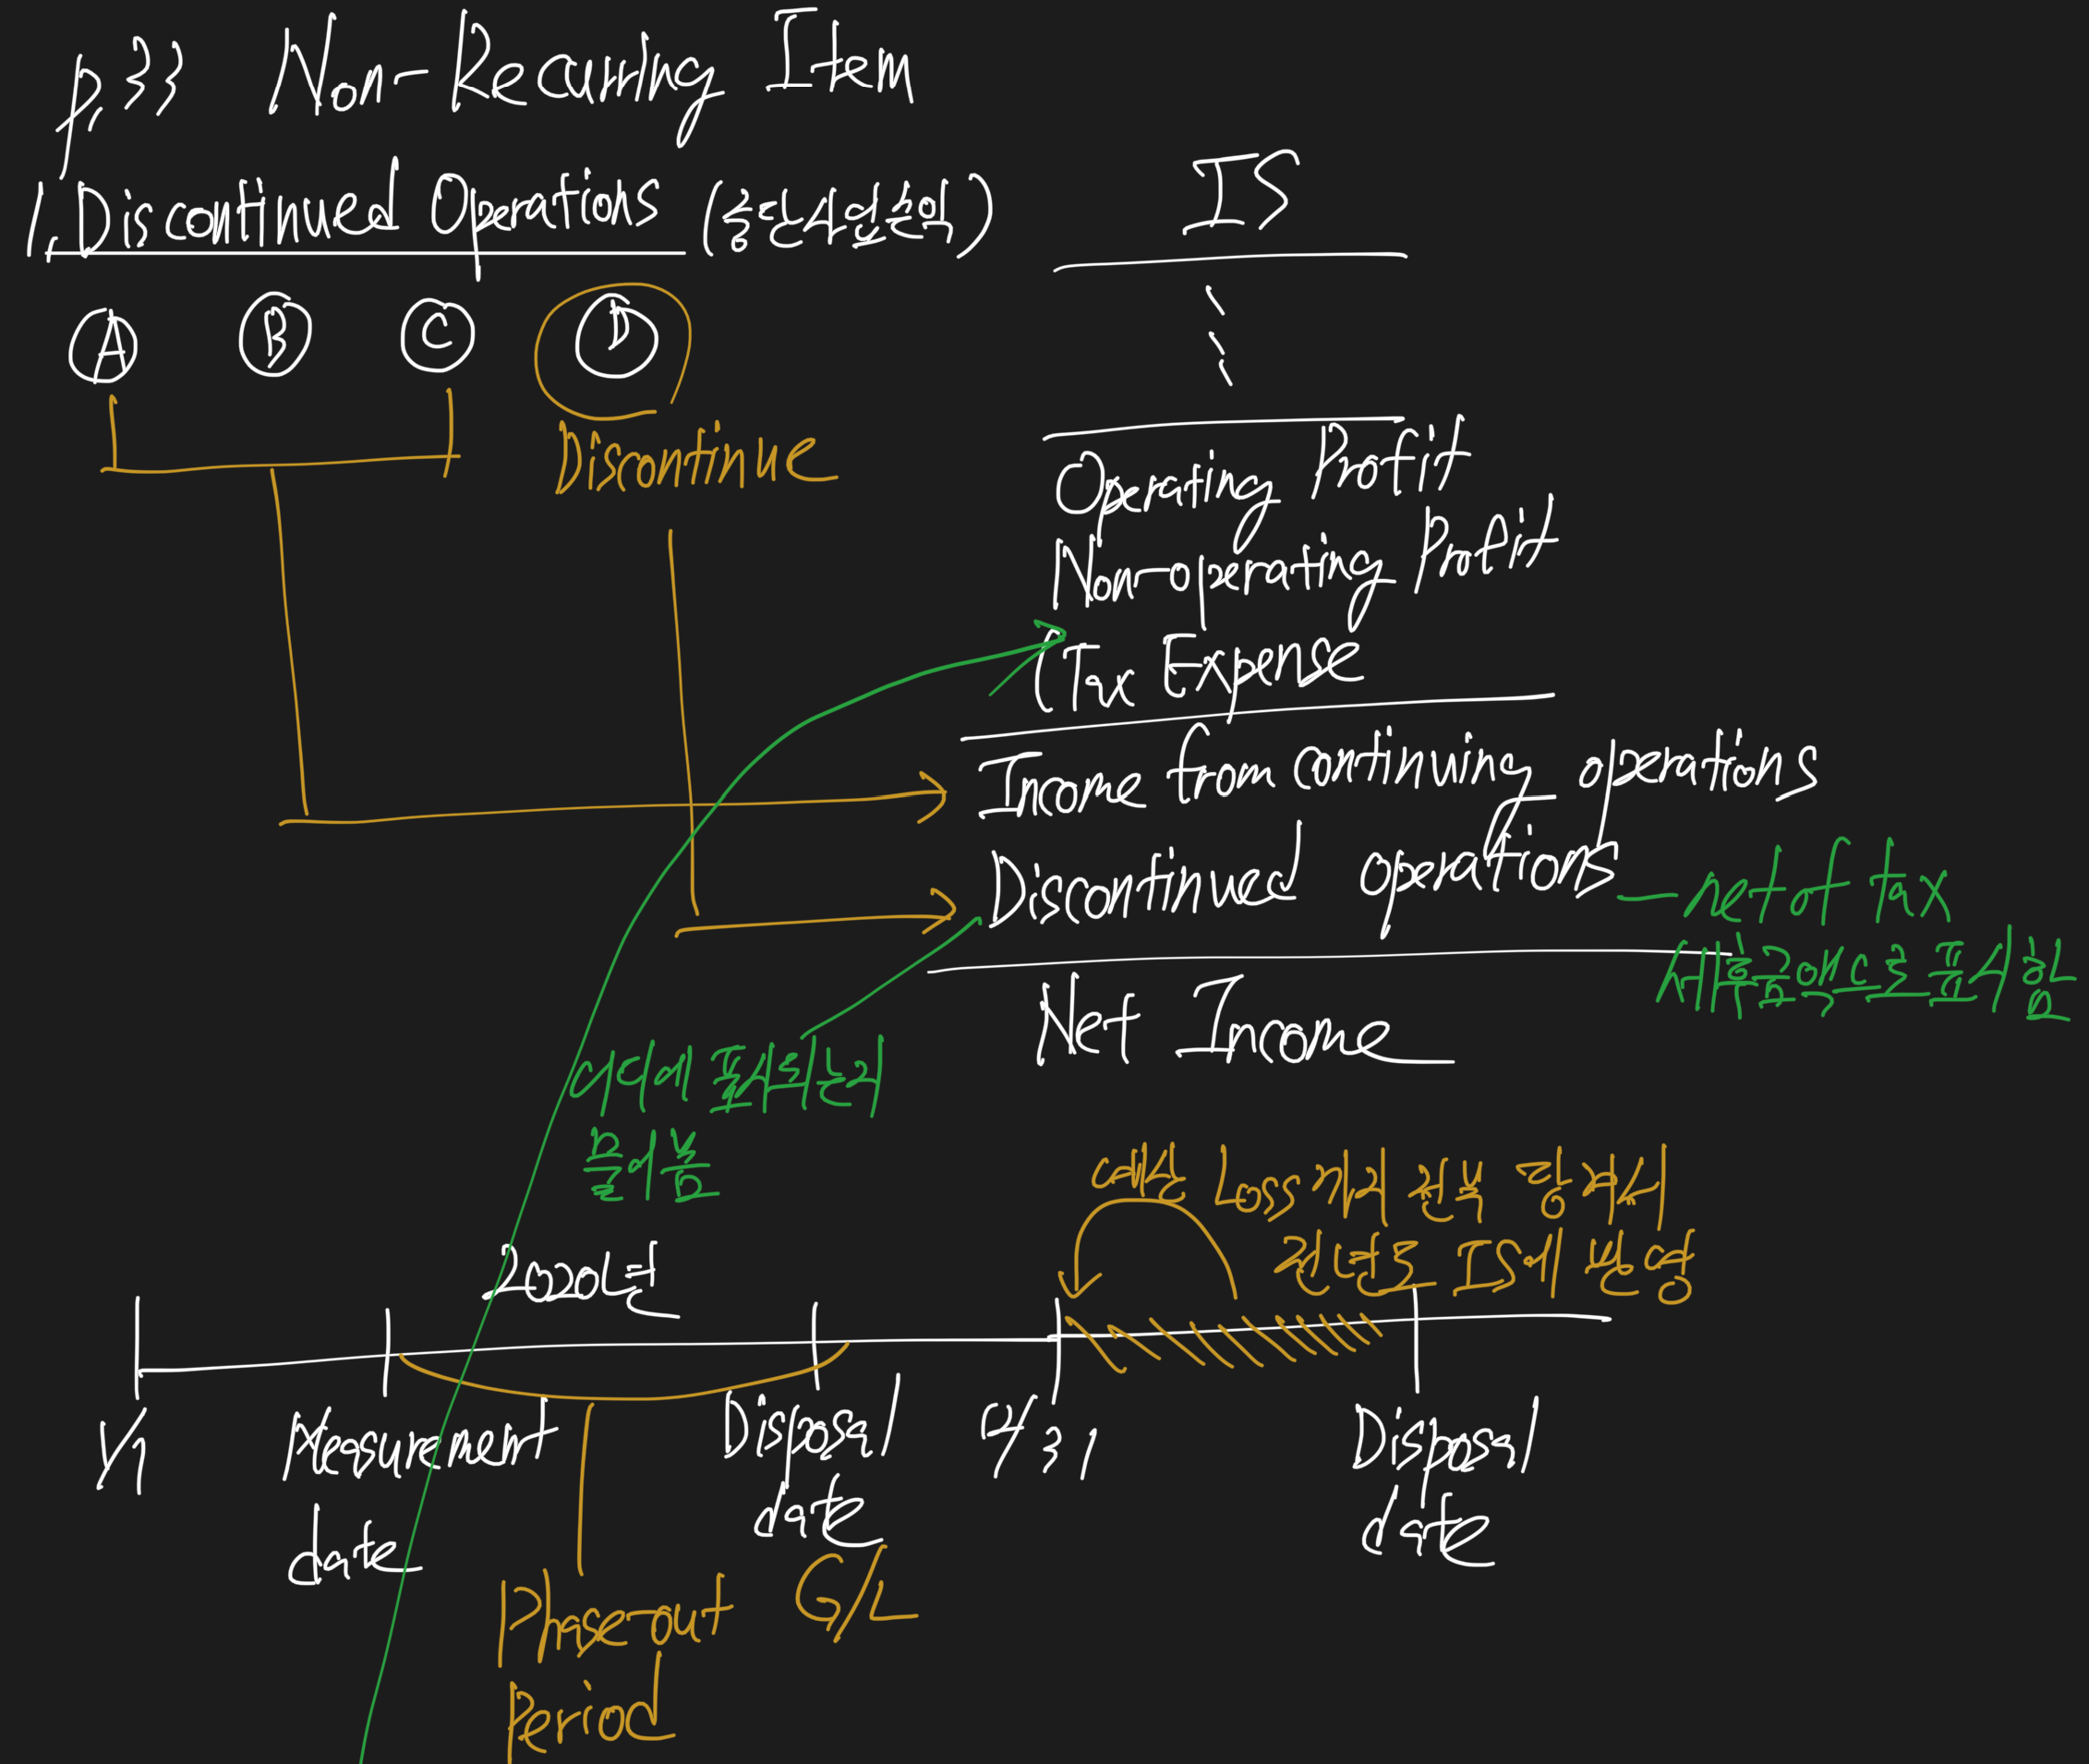 p.33 Non-Recurring Item
1. Discontinued Operations (중단사업손익)
A B C D
Discontinue
IS
Operating Profit
Non-operating Profit
(Tax Expense
Income from continuing operations
Discontinued operations - net of tax
세후금액으로 표시함
Net Income
어디에 표시되는지
물어봄
예상 Loss까지 전부 땅겨서
전년도 IS에 반영
2020년
1/1
Measurement
date
Disposal
date
12/31
Disposal
date
Phase-out
Period
G/L